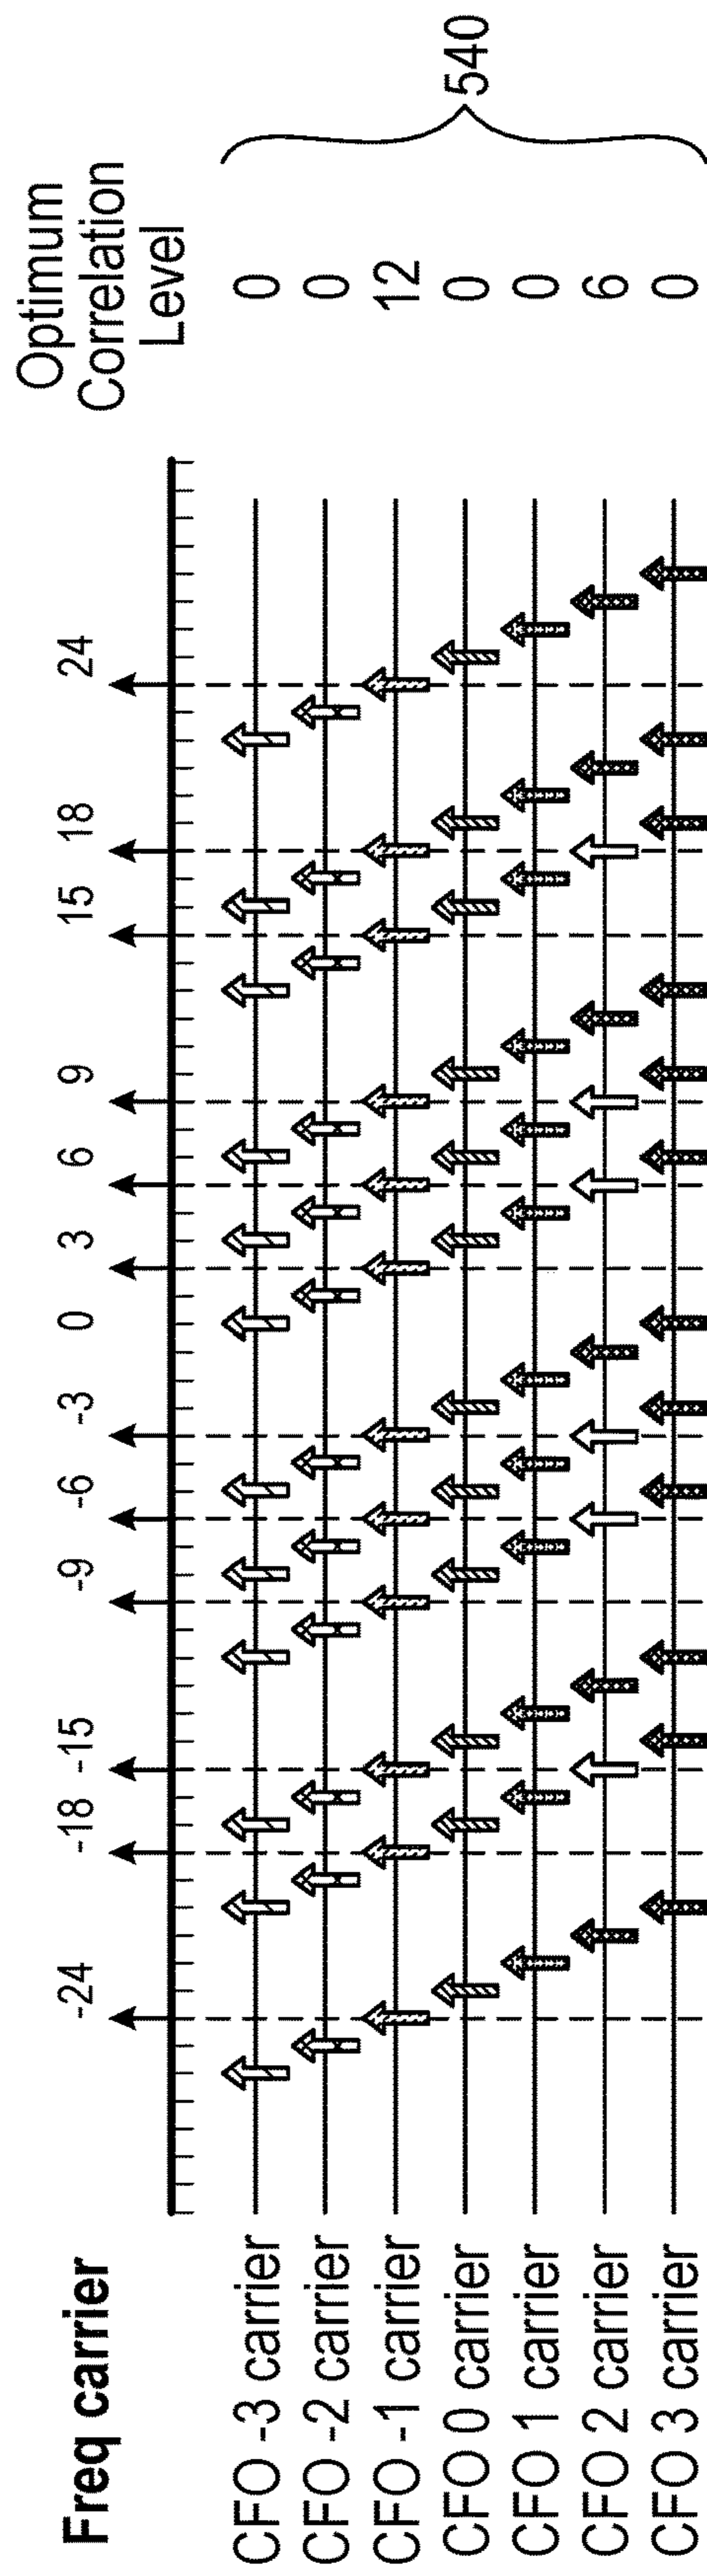 Freq carrier
-24 -18 -15 -9 -6 -3 0 3 6 9 15 18 24
Optimum
Correlation
Level
CFO -3 carrier 0
CFO -2 carrier 0
CFO -1 carrier 12
CFO 0 carrier 0
CFO 1 carrier 0
CFO 2 carrier 6
CFO 3 carrier 0
540